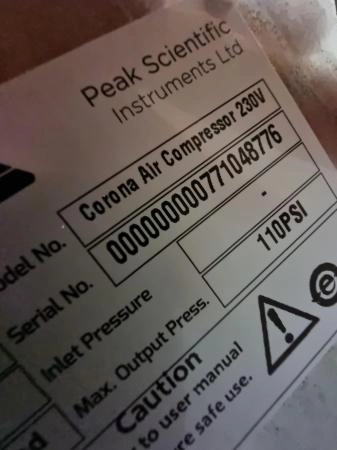 Peak Scientific
Instruments Ltd
Model No. Corona Air Compressor 230V
Serial No. 000000000771048776
Inlet Pressure -
Max. Output Press. 110PSI
Caution
to user manual
safe use.